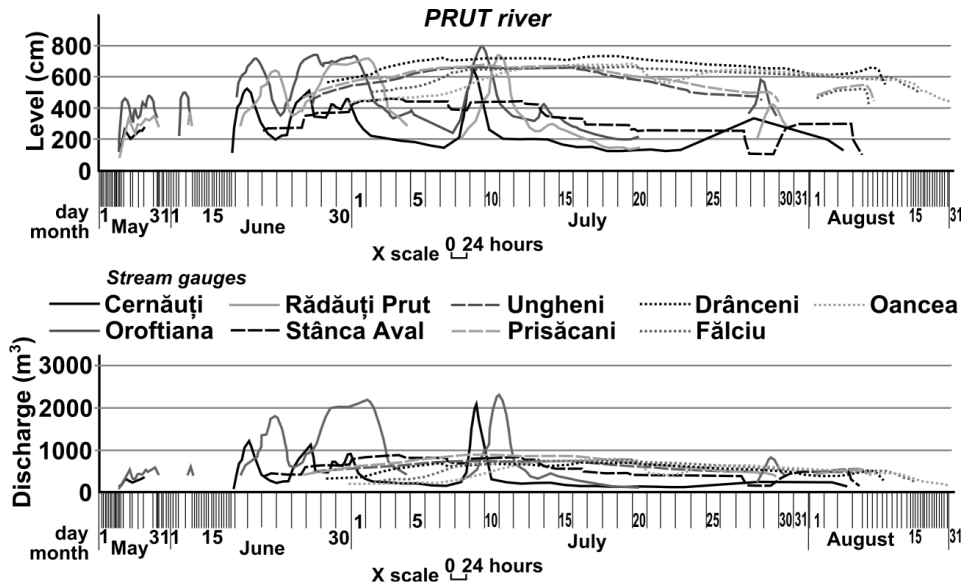 PRUT river
Level (cm)
800
600
400
200
0
1 31 1 15 30 1 5 10 15 20 25 30 31 1 15 31
day
month
May June July August
X scale 0 24 hours
Stream gauges
Cernăuți Rădăuți Prut Ungheni Drânceni Oancea
Oroftiana Stânca Aval Prisăcani Fălciu
Discharge (m³)
3000
2000
1000
0
1 31 1 15 30 1 5 10 15 20 25 30 31 1 15 31
day
month
May June July August
X scale 0 24 hours